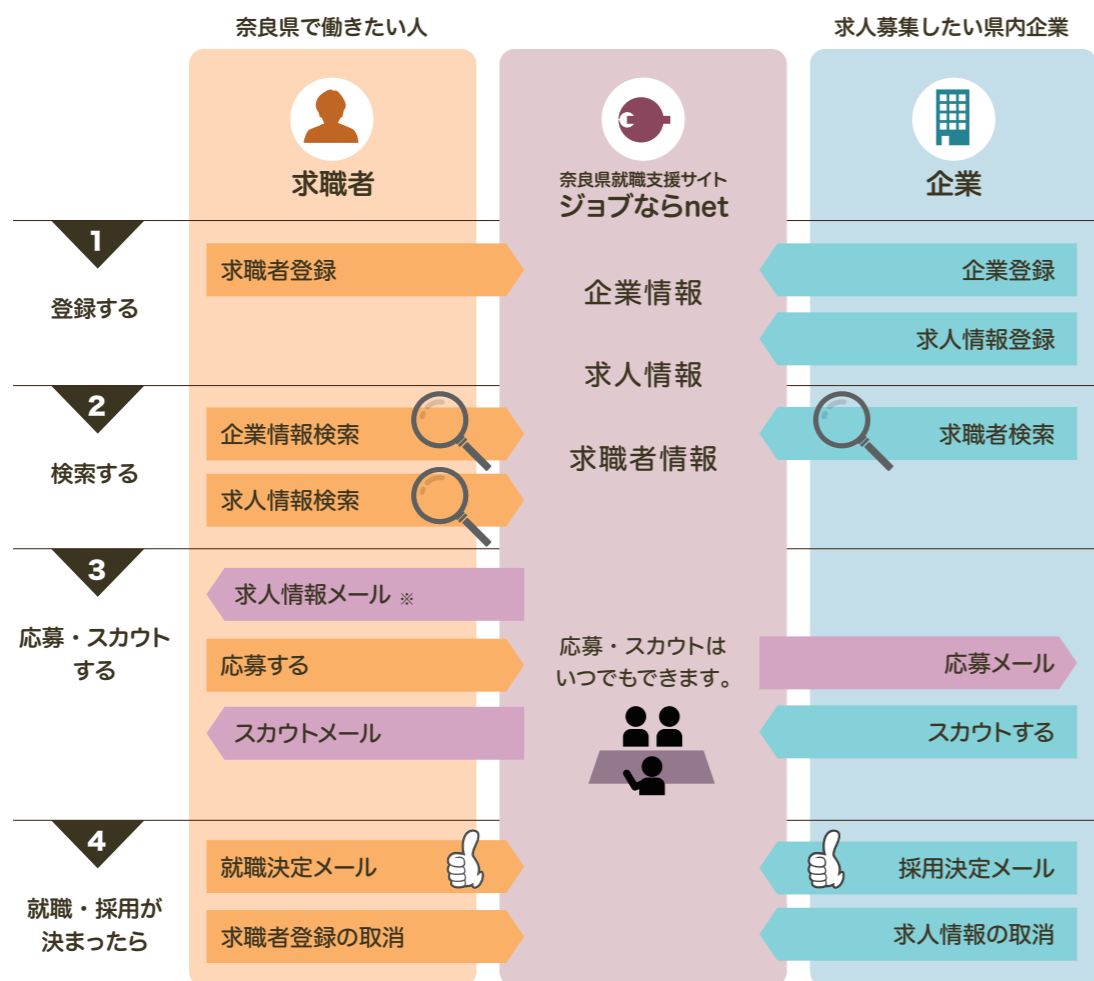 奈良県で働きたい人
求人募集したい県内企業
求職者
奈良県就職支援サイト
ジョブならnet
企業
1
登録する
求職者登録
企業情報
企業登録
求人情報登録
求人情報
2
検索する
企業情報検索
求人情報検索
求職者情報
求職者検索
3
応募・スカウト
する
求人情報メール ※
応募する
スカウトメール
応募・スカウトは
いつでもできます。
応募メール
スカウトする
4
就職・採用が
決まったら
就職決定メール
求職者登録の取消
採用決定メール
求人情報の取消